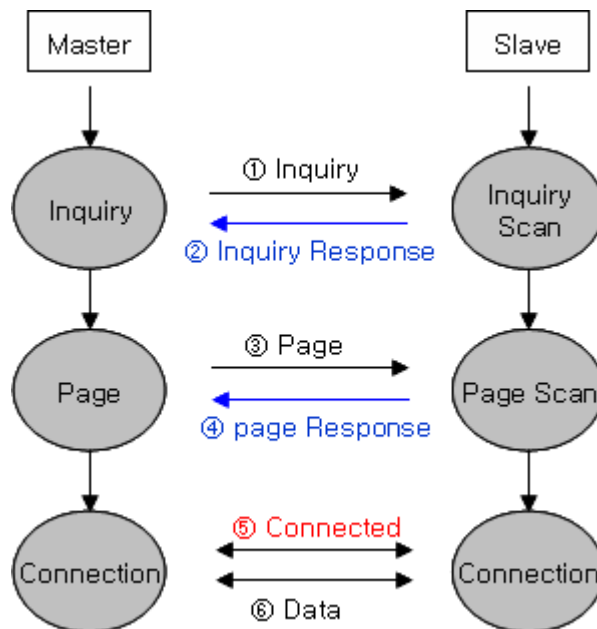 Master
Slave
① Inquiry
Inquiry
Inquiry
Scan
② Inquiry Response
③ Page
Page
Page Scan
④ page Response
⑤ Connected
Connection
Connection
⑥ Data